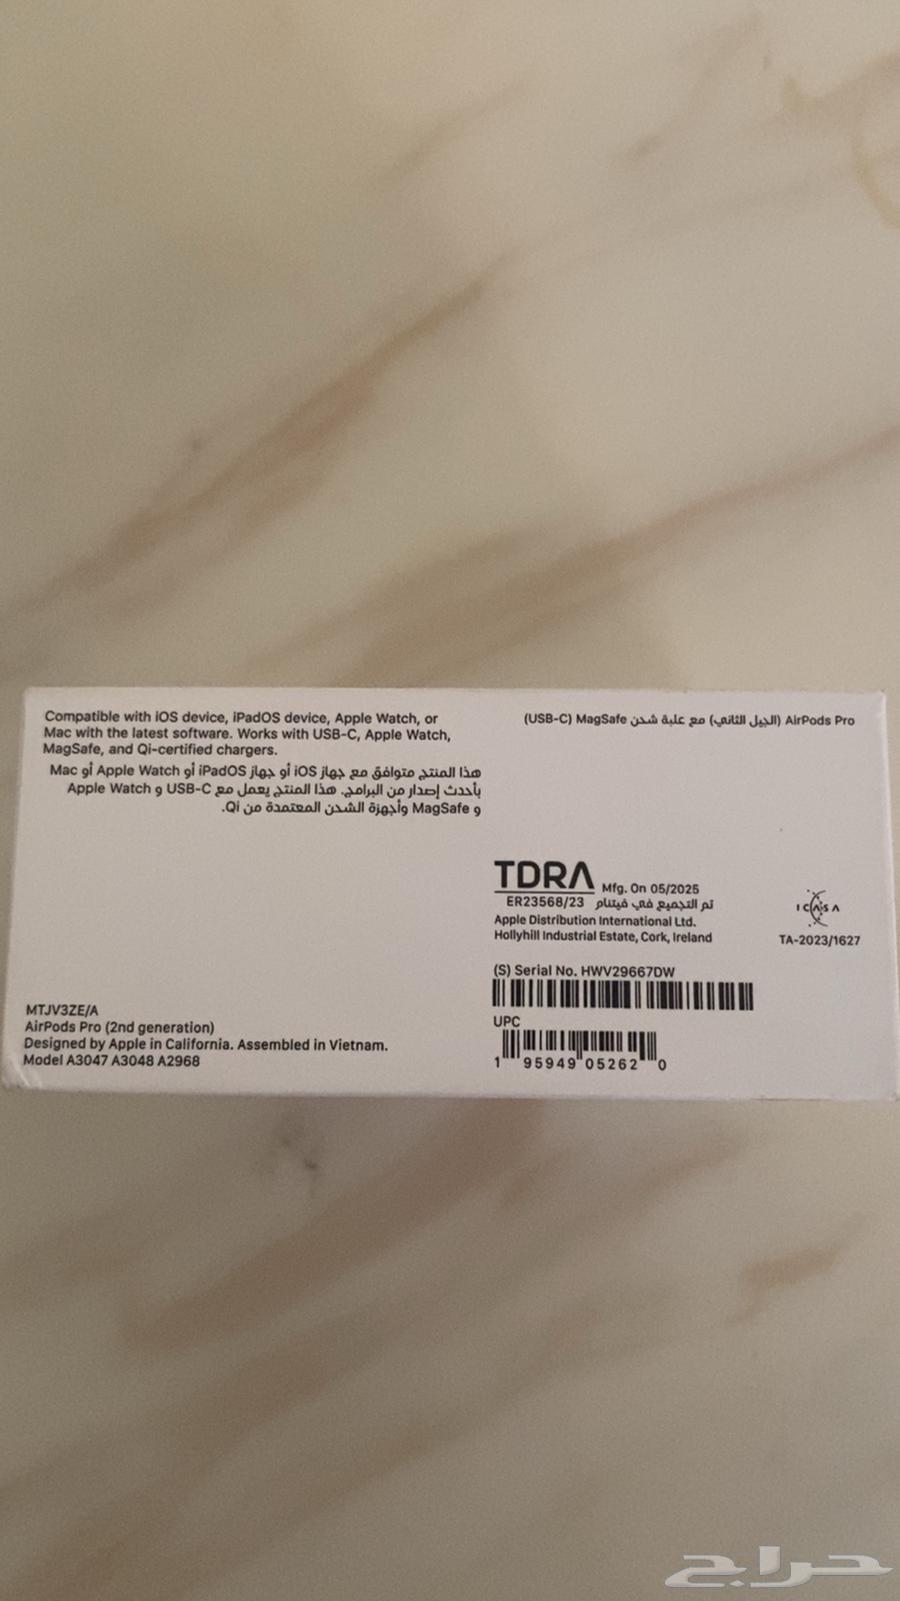 Compatible with iOS device, iPadOS device, Apple Watch, or
Mac with the latest software. Works with USB-C, Apple Watch,
MagSafe, and Qi-certified chargers.
هذا المنتج متوافق مع جهاز iOS أو جهاز iPadOS أو Apple Watch أو Mac
بأحدث إصدار من البرامج. هذا المنتج يعمل مع USB-C و Apple Watch
و MagSafe وأجهزة الشحن المعتمدة من Qi.
AirPods Pro (الجيل الثاني) مع علبة شحن MagSafe (USB-C)
TDRA Mfg. On 05/2025
ER23568/23 تم التجميع في فيتنام
Apple Distribution International Ltd.
Hollyhill Industrial Estate, Cork, Ireland
ICASA
TA-2023/1627
(S) Serial No. HWV29667DW
UPC
1 95949 05262 0
MTJV3ZE/A
AirPods Pro (2nd generation)
Designed by Apple in California. Assembled in Vietnam.
Model A3047 A3048 A2968
حراج